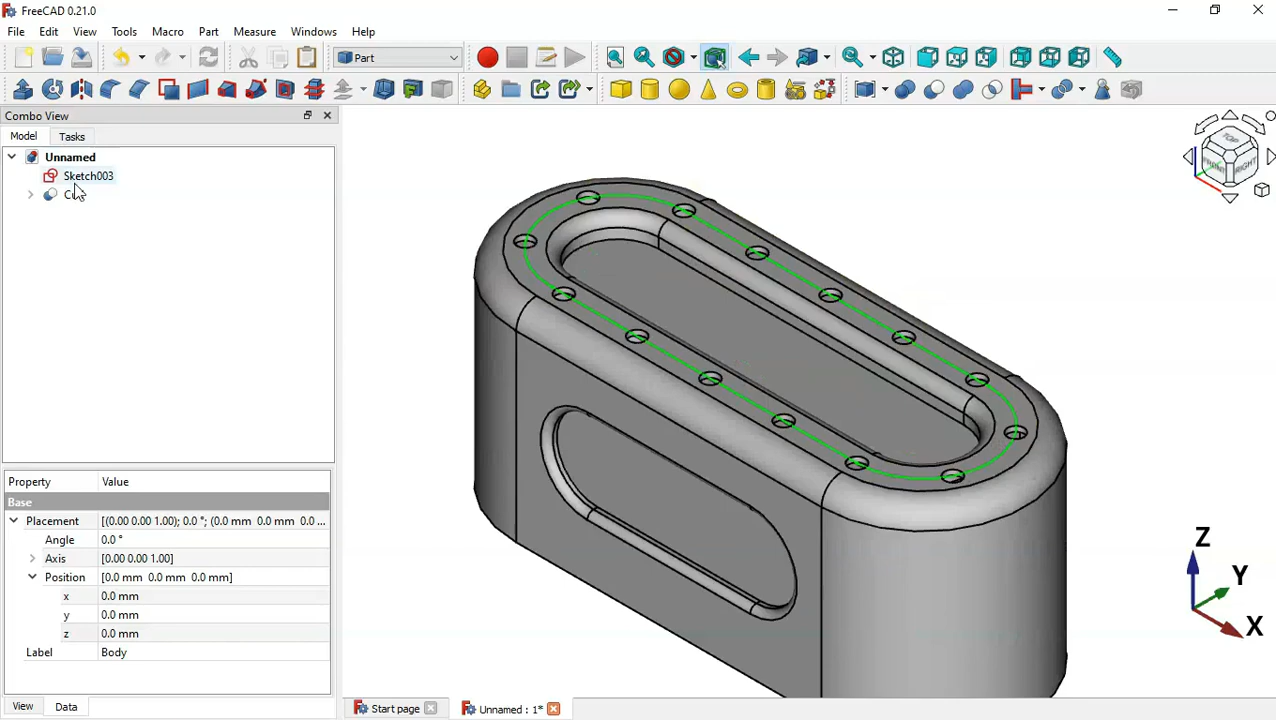 FreeCAD 0.21.0
File Edit View Tools Macro Part Measure Windows Help
Part
Combo View
Model Tasks
Unnamed
Sketch003
TOP
FRONT RIGHT
Property Value
Base
Placement [(0.00 0.00 1.00); 0.0 °; (0.0 mm 0.0 mm 0.0 ...
Angle 0.0 °
Axis [0.00 0.00 1.00]
Position [0.0 mm 0.0 mm 0.0 mm]
x 0.0 mm
y 0.0 mm
z 0.0 mm
Label Body
Z
Y
X
View Data
Start page Unnamed : 1*